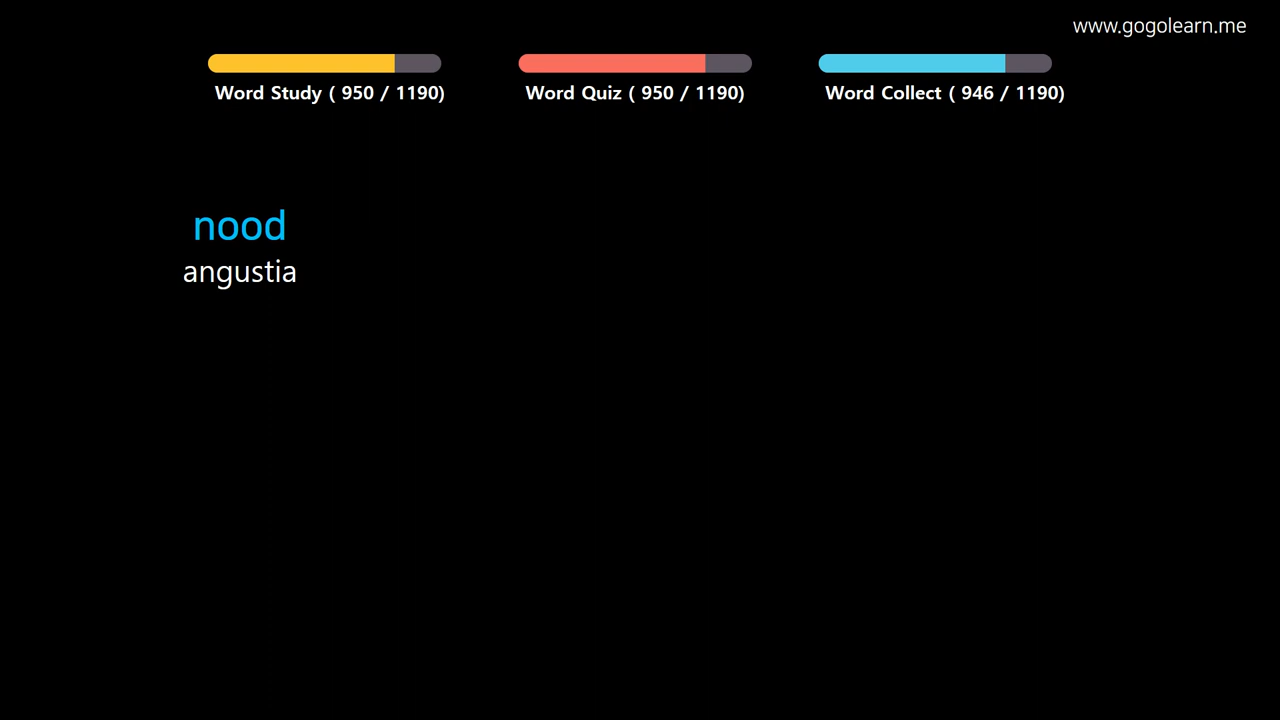 www.gogolearn.me
Word Study ( 950 / 1190)
Word Quiz ( 950 / 1190)
Word Collect ( 946 / 1190)
nood
angustia